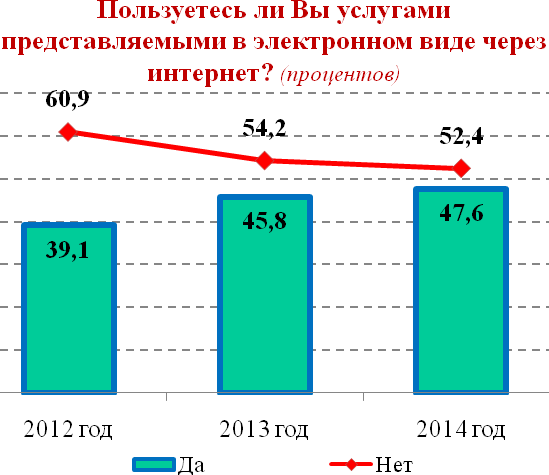 Пользуетесь ли Вы услугами
представляемыми в электронном виде через
интернет? (процентов)
60,9
54,2
52,4
39,1
45,8
47,6
2012 год
2013 год
2014 год
Да
Нет